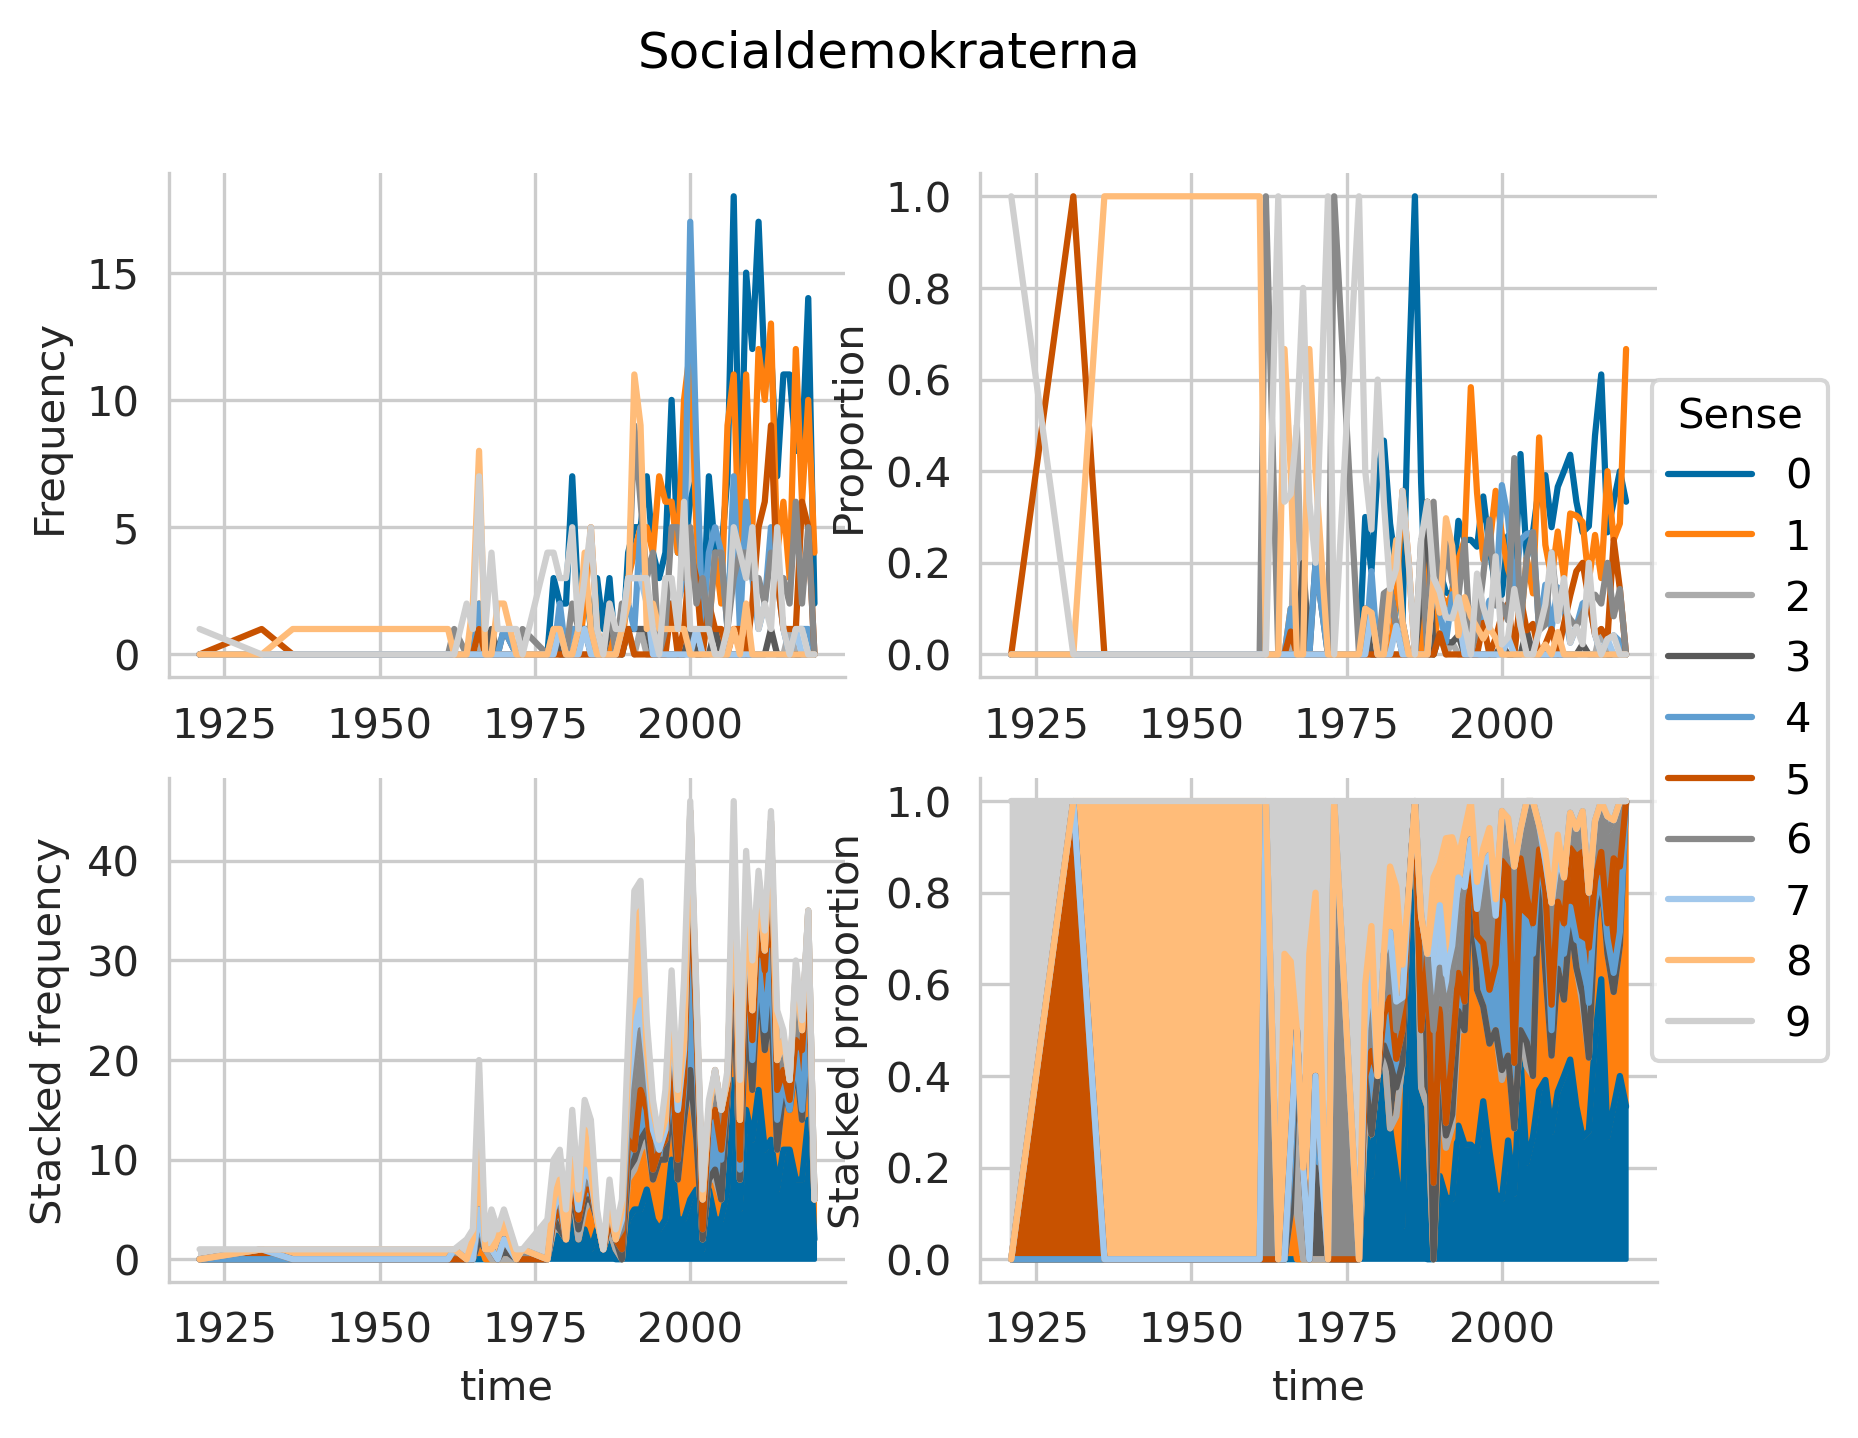 Socialdemokraterna
Frequency
15
10
5
0
1925 1950 1975 2000
Proportion
1.0
0.8
0.6
0.4
0.2
0.0
1925 1950 1975 2000
Stacked frequency
40
30
20
10
0
1925 1950 1975 2000
time
Stacked proportion
1.0
0.8
0.6
0.4
0.2
0.0
1925 1950 1975 2000
time
Sense
0
1
2
3
4
5
6
7
8
9